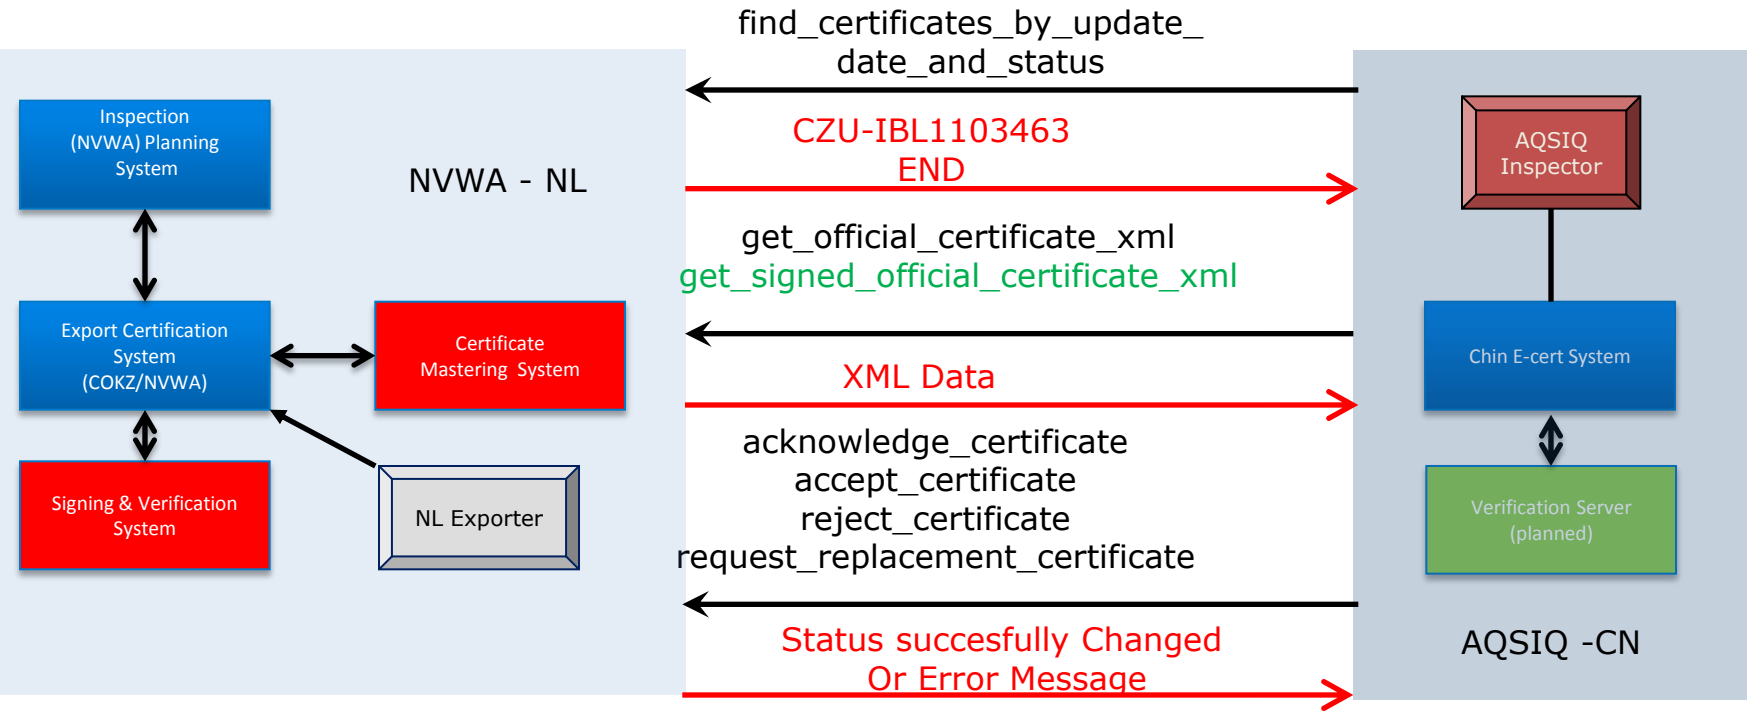 find_certificates_by_update_
date_and_status
CZU-IBL1103463
END
get_official_certificate_xml
get_signed_official_certificate_xml
XML Data
acknowledge_certificate
accept_certificate
reject_certificate
request_replacement_certificate
Status succesfully Changed
Or Error Message
Inspection
(NVWA) Planning
System
NVWA - NL
Export Certification
System
(COKZ/NVWA)
Certificate
Mastering System
Signing & Verification
System
NL Exporter
AQSIQ
Inspector
Chin E-cert System
Verification Server
(planned)
AQSIQ -CN